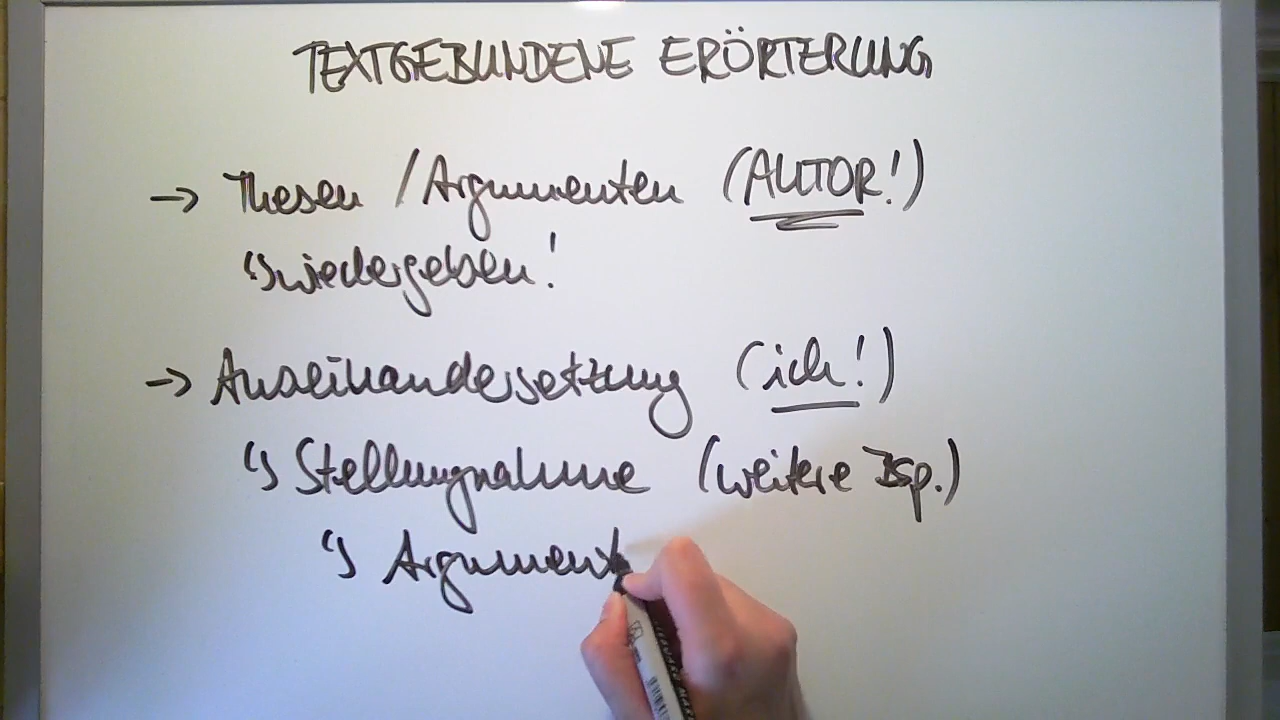 TEXTGEBUNDENE ERÖRTERUNG
→ Thesen / Argumenten (AUTOR!)
↳ wiedergeben!
→ Auseinandersetzung (ich!)
↳ Stellungnahme (weitere Bsp.)
↳ Argument